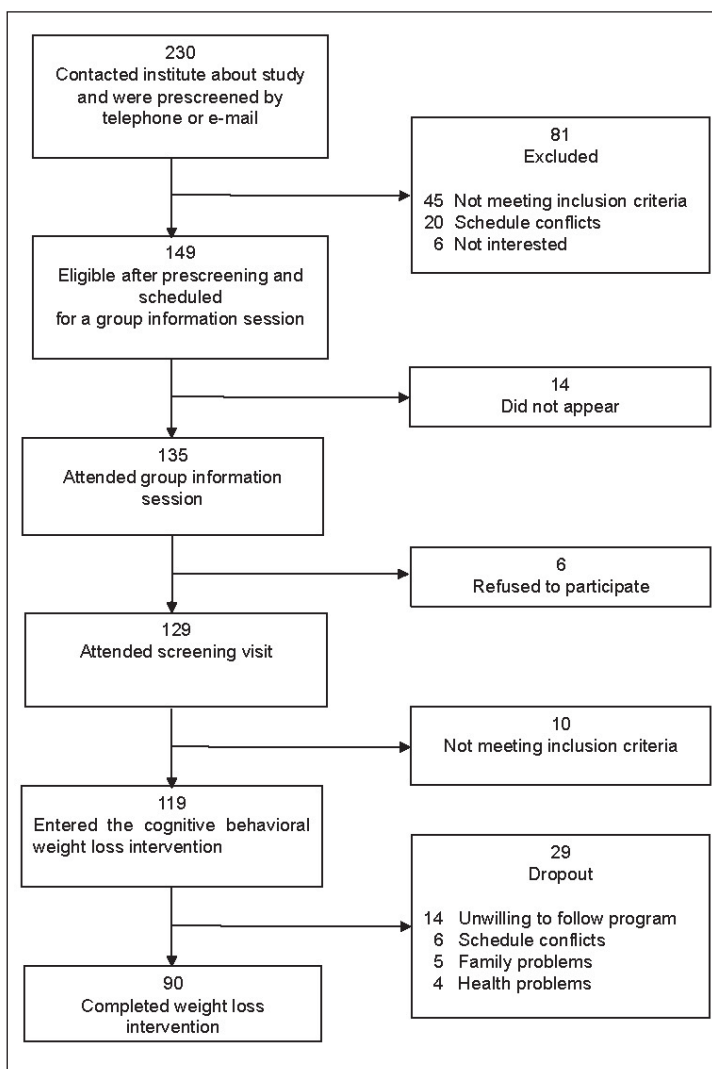 230
Contacted institute about study
and were prescreened by
telephone or e-mail
81
Excluded
45 Not meeting inclusion criteria
20 Schedule conflicts
6 Not interested
149
Eligible after prescreening and
scheduled
for a group information session
14
Did not appear
135
Attended group information
session
6
Refused to participate
129
Attended screening visit
10
Not meeting inclusion criteria
119
Entered the cognitive behavioral
weight loss intervention
29
Dropout
14 Unwilling to follow program
6 Schedule conflicts
5 Family problems
4 Health problems
90
Completed weight loss
intervention